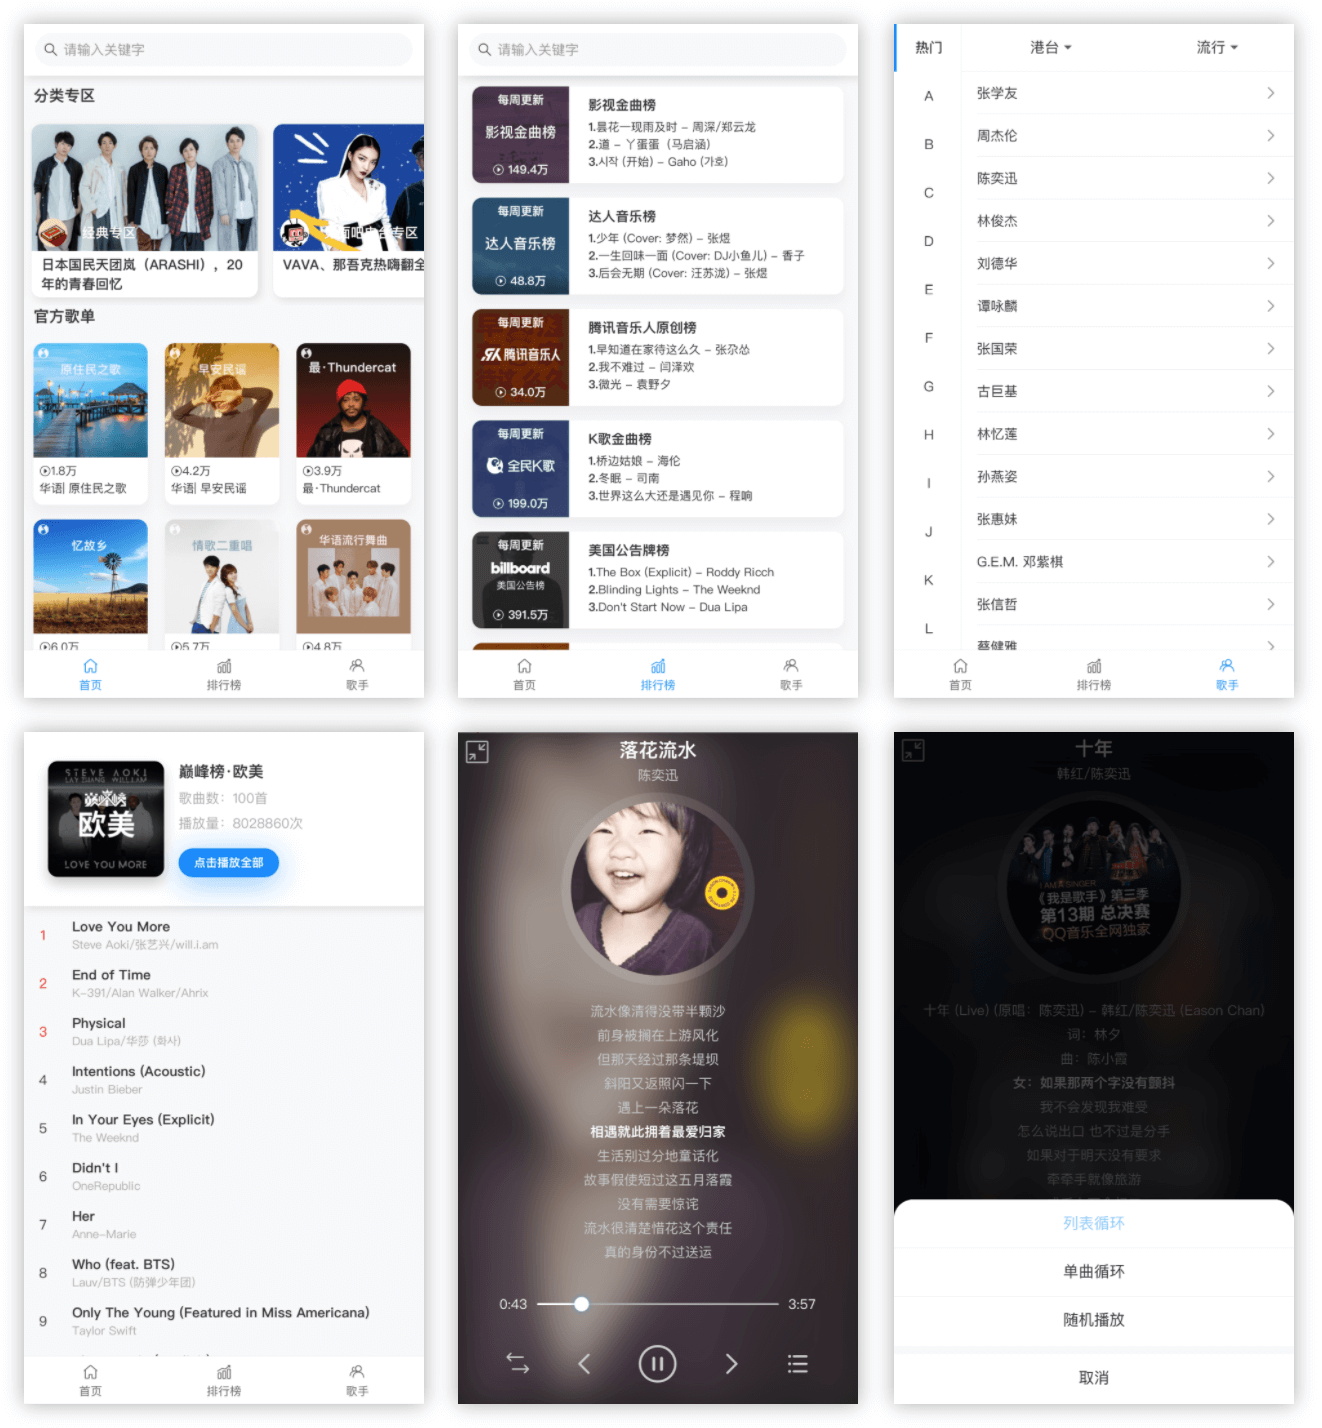 请输入关键字
分类专区
经典专区
日本国民天团岚（ARASHI），20
年的青春回忆
VAVA、那吾克热嗨翻全
官方歌单
原住民之歌
早安民谣
最·Thundercat
1.8万
华语| 原住民之歌
4.2万
华语| 早安民谣
3.9万
最·Thundercat
忆故乡
情歌二重唱
华语流行舞曲
6.0万
5.7万
4.8万
首页
排行榜
歌手
请输入关键字
每周更新
影视金曲榜
149.4万
影视金曲榜
1.昙花一现雨及时 – 周深/郑云龙
2.道 – 丫蛋蛋（马启涵）
3.시작 (开始) – Gaho (가호)
每周更新
达人音乐榜
48.8万
达人音乐榜
1.少年 (Cover: 梦然) – 张煜
2.一生回味一面 (Cover: DJ小鱼儿) – 香子
3.后会无期 (Cover: 汪苏泷) – 张煜
每周更新
腾讯音乐人
34.0万
腾讯音乐人原创榜
1.早知道在家待这么久 – 张尕怂
2.我不难过 – 闫泽欢
3.微光 – 袁野夕
每周更新
全民K歌
199.0万
K歌金曲榜
1.桥边姑娘 – 海伦
2.冬眠 – 司南
3.世界这么大还是遇见你 – 程响
每周更新
billboard
美国公告榜
391.5万
美国公告牌榜
1.The Box (Explicit) – Roddy Ricch
2.Blinding Lights – The Weeknd
3.Don't Start Now – Dua Lipa
首页
排行榜
歌手
热门
港台
流行
A
B
C
D
E
F
G
H
I
J
K
L
张学友
周杰伦
陈奕迅
林俊杰
刘德华
谭咏麟
张国荣
古巨基
林忆莲
孙燕姿
张惠妹
G.E.M. 邓紫棋
张信哲
蔡健雅
首页
排行榜
歌手
STEVE AOKI
LAY ZHANG WILL.I.AM
巅峰榜
欧美
LOVE YOU MORE
巅峰榜·欧美
歌曲数：100首
播放量：8028860次
点击播放全部
1
Love You More
Steve Aoki/张艺兴/will.i.am
2
End of Time
K–391/Alan Walker/Ahrix
3
Physical
Dua Lipa/华莎 (화사)
4
Intentions (Acoustic)
Justin Bieber
5
In Your Eyes (Explicit)
The Weeknd
6
Didn't I
OneRepublic
7
Her
Anne–Marie
8
Who (feat. BTS)
Lauv/BTS (防弹少年团)
9
Only The Young (Featured in Miss Americana)
Taylor Swift
首页
排行榜
歌手
落花流水
陈奕迅
流水像清得没带半颗沙
前身被搁在上游风化
但那天经过那条堤坝
斜阳又返照闪一下
遇上一朵落花
相遇就此拥着最爱归家
生活别过分地童话化
故事假使短过这五月落霞
没有需要惊诧
流水很清楚惜花这个责任
真的身份不过送运
0:43
3:57
十年
韩红/陈奕迅
I AM A SINGER
《我是歌手》第三季
第13期 总决赛
QQ音乐全网独家
十年 (Live) (原唱：陈奕迅) – 韩红/陈奕迅 (Eason Chan)
词：林夕
曲：陈小霞
女：如果那两个字没有颤抖
我不会发现我难受
怎么说出口 也不过是分手
如果对于明天没有要求
牵牵手就像旅游
列表循环
单曲循环
随机播放
取消